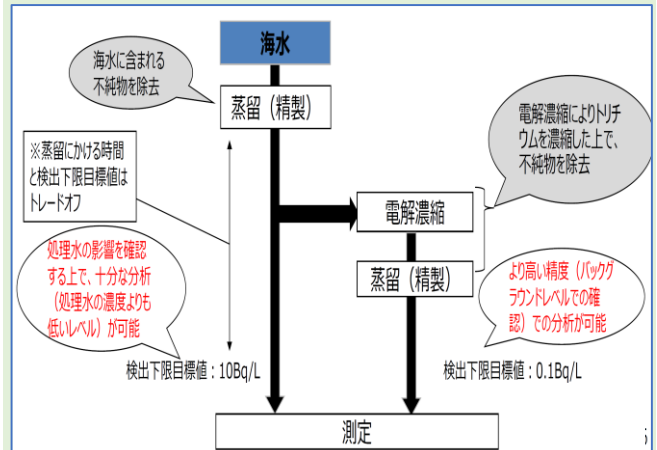 海水
海水に含まれる
不純物を除去
蒸留（精製）
電解濃縮によりトリチ
ウムを濃縮した上で、
不純物を除去
※蒸留にかける時間
と検出下限目標値は
トレードオフ
電解濃縮
処理水の影響を確認
する上で、十分な分析
（処理水の濃度よりも
低いレベル）が可能
蒸留（精製）
より高い精度（バックグ
ラウンドレベルでの確
認）での分析が可能
検出下限目標値：10Bq/L
検出下限目標値：0.1Bq/L
測定